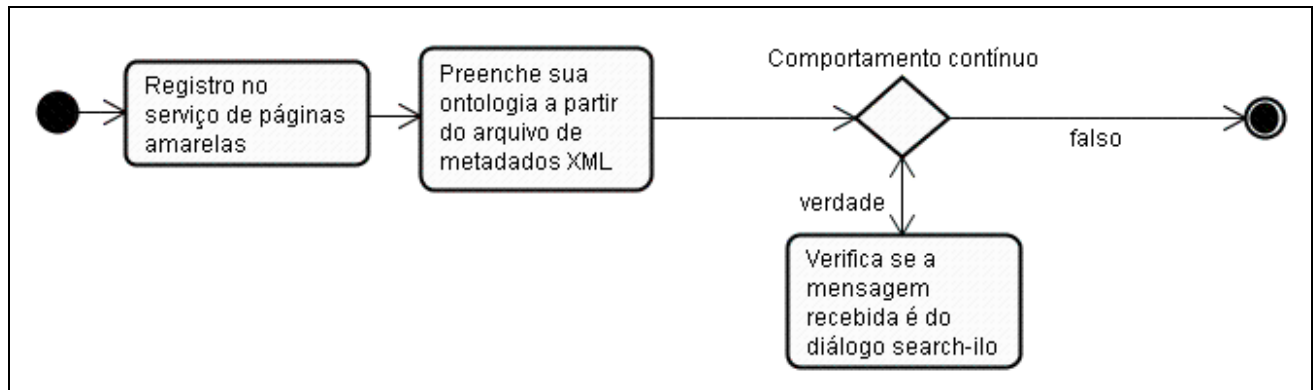 Registro no
serviço de páginas
amarelas
Preenche sua
ontologia a partir
do arquivo de
metadados XML
Comportamento contínuo
falso
verdade
Verifica se a
mensagem
recebida é do
diálogo search-ilo